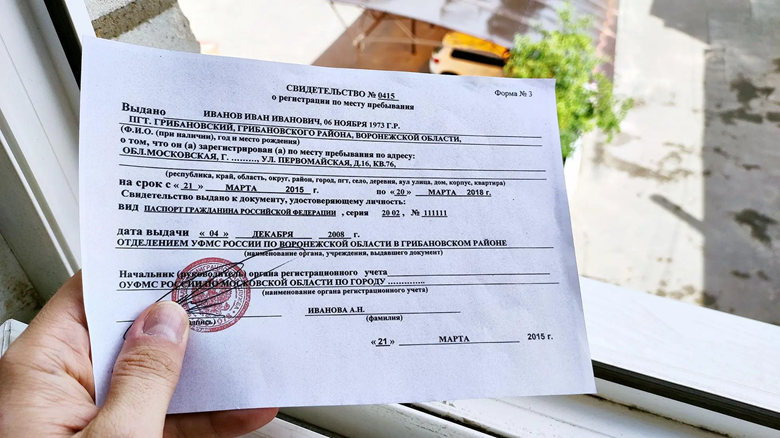 СВИДЕТЕЛЬСТВО № 0415
Форма № 3
о регистрации по месту пребывания
Выдано ИВАНОВ ИВАН ИВАНОВИЧ, 06 НОЯБРЯ 1973 Г.Р.
ПГТ. ГРИБАНОВСКИЙ, ГРИБАНОВСКОГО РАЙОНА, ВОРОНЕЖСКОЙ ОБЛАСТИ,
(Ф.И.О. (при наличии), год и место рождения)
о том, что он (а) зарегистрирован (а) по месту пребывания по адресу:
ОБЛ.МОСКОВСКАЯ, Г. .......... УЛ. ПЕРВОМАЙСКАЯ, Д.16, КВ.76,
(республика, край, область, округ, район, город, пгт, село, деревня, аул улица, дом, корпус, квартира)
на срок с « 21 » МАРТА 2015 г. по « 20 » МАРТА 2018 г.
Свидетельство выдано к документу, удостоверяющему личность:
вид ПАСПОРТ ГРАЖДАНИНА РОССИЙСКОЙ ФЕДЕРАЦИИ , серия 20 02 , № 111111
дата выдачи « 04 » ДЕКАБРЯ 2008 г.
ОТДЕЛЕНИЕМ УФМС РОССИИ ПО ВОРОНЕЖСКОЙ ОБЛАСТИ В ГРИБАНОВСКОМ РАЙОНЕ
(наименование органа, учреждения, выдавшего документ)
Начальник (руководитель) органа регистрационного учета
ОУФМС РОССИИ ПО МОСКОВСКОЙ ОБЛАСТИ ПО ГОРОДУ ..............
(наименование органа регистрационного учета)
ИВАНОВА А.Н.
(фамилия)
« 21 » МАРТА 2015 г.